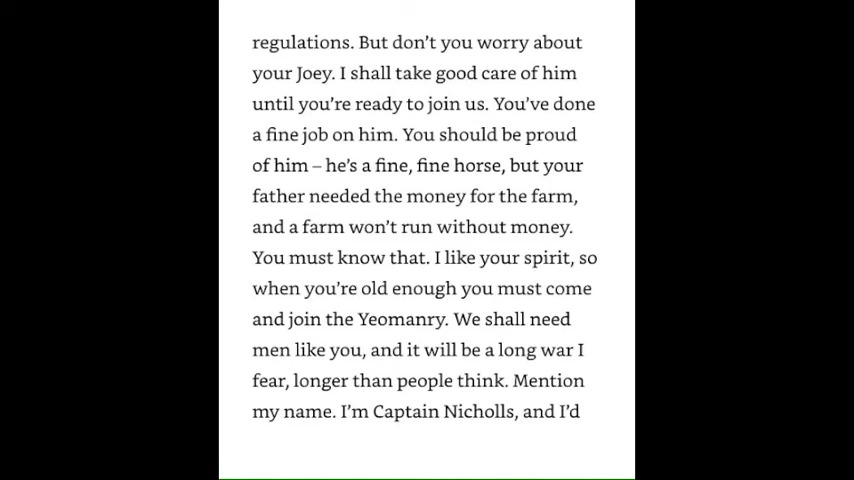 regulations. But don’t you worry about
your Joey. I shall take good care of him
until you’re ready to join us. You’ve done
a fine job on him. You should be proud
of him – he’s a fine, fine horse, but your
father needed the money for the farm,
and a farm won’t run without money.
You must know that. I like your spirit, so
when you’re old enough you must come
and join the Yeomanry. We shall need
men like you, and it will be a long war I
fear, longer than people think. Mention
my name. I’m Captain Nicholls, and I’d